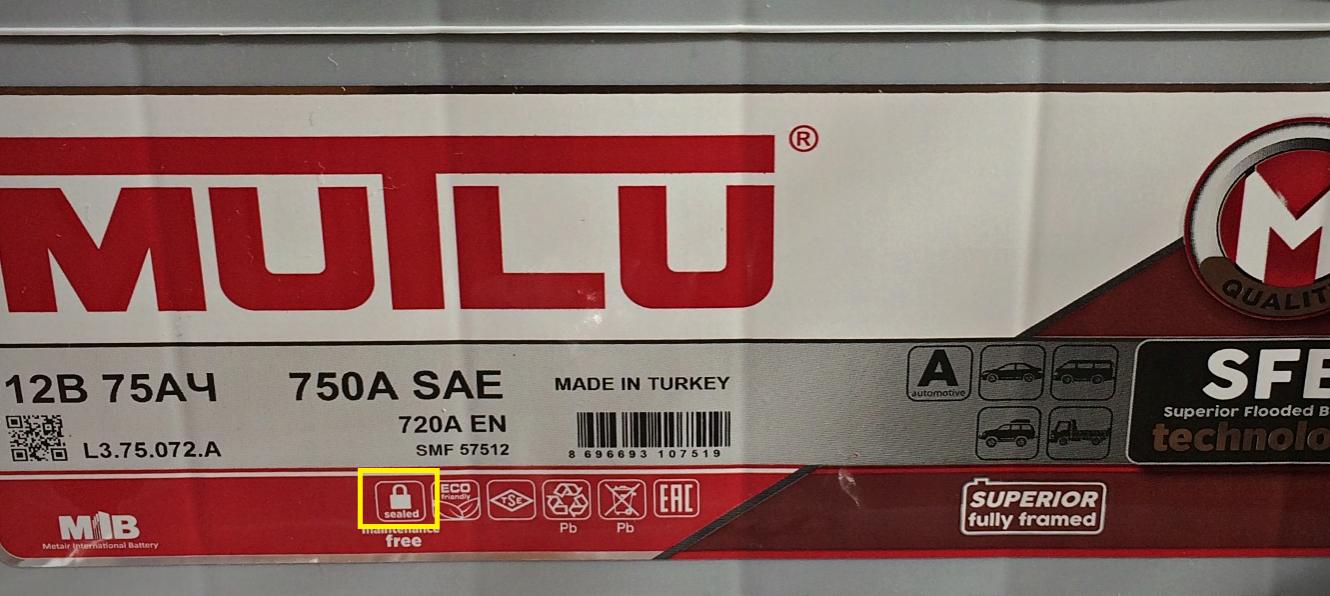 MUTLU®
QUALIT
12В 75АЧ
750A SAE
MADE IN TURKEY
A
automotive
SFB
720A EN
Superior Flooded B
L3.75.072.A
SMF 57512
8 696693 107519
technolo
sealed
ECO
friendly
TSE
Pb
Pb
EAC
maintenance
free
MIB
Metair International Battery
SUPERIOR
fully framed